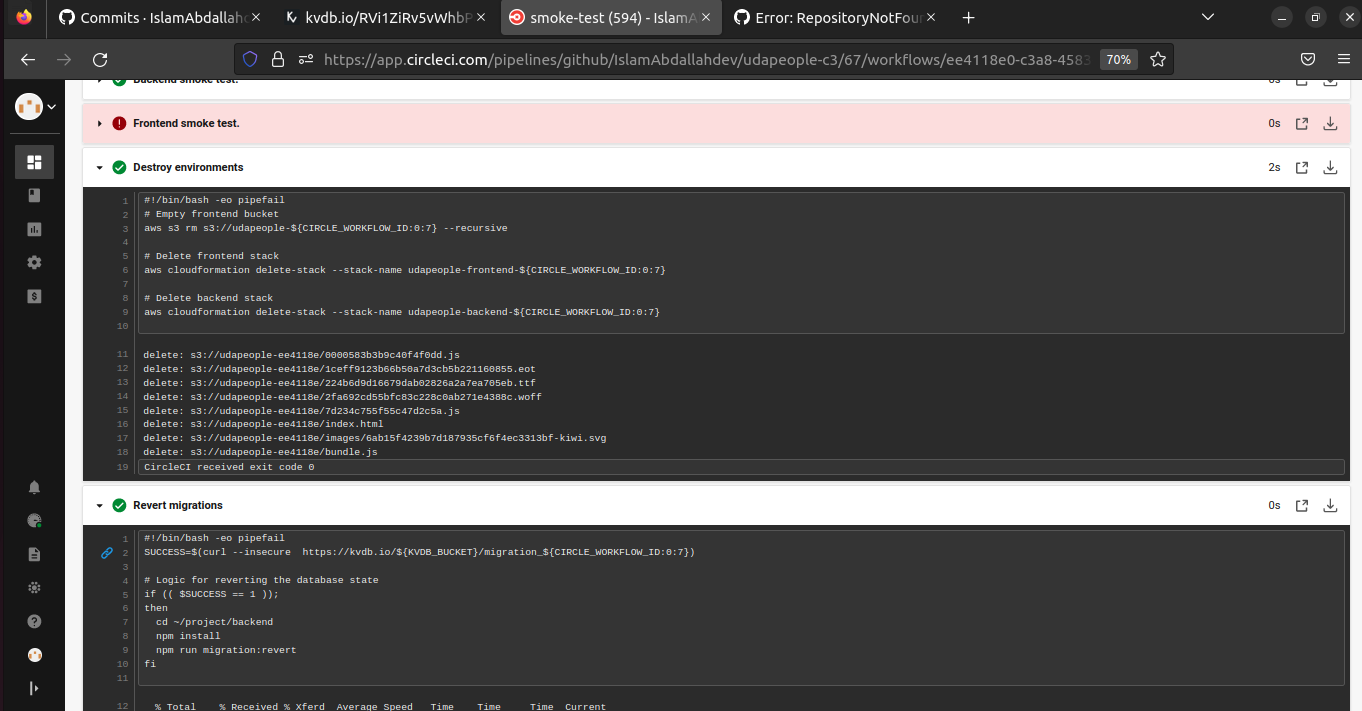 Commits · IslamAbdallah
kvdb.io/RVi1ZiRv5vWhbP
smoke-test (594) - IslamA
Error: RepositoryNotFour
https://app.circleci.com/pipelines/github/IslamAbdallahdev/udapeople-c3/67/workflows/ee4118e0-c3a8-4583
70%
Backend smoke test.
0s
Frontend smoke test.
0s
Destroy environments
2s
1 #!/bin/bash -eo pipefail
2 # Empty frontend bucket
3 aws s3 rm s3://udapeople-${CIRCLE_WORKFLOW_ID:0:7} --recursive
4
5 # Delete frontend stack
6 aws cloudformation delete-stack --stack-name udapeople-frontend-${CIRCLE_WORKFLOW_ID:0:7}
7
8 # Delete backend stack
9 aws cloudformation delete-stack --stack-name udapeople-backend-${CIRCLE_WORKFLOW_ID:0:7}
10
11 delete: s3://udapeople-ee4118e/0000583b3b9c40f4f0dd.js
12 delete: s3://udapeople-ee4118e/1ceff9123b66b50a7d3cb5b221160855.eot
13 delete: s3://udapeople-ee4118e/224b6d9d16679dab02826a2a7ea705eb.ttf
14 delete: s3://udapeople-ee4118e/2fa692cd55bfc83c228c0ab271e4388c.woff
15 delete: s3://udapeople-ee4118e/7d234c755f55c47d2c5a.js
16 delete: s3://udapeople-ee4118e/index.html
17 delete: s3://udapeople-ee4118e/images/6ab15f4239b7d187935cf6f4ec3313bf-kiwi.svg
18 delete: s3://udapeople-ee4118e/bundle.js
19 CircleCI received exit code 0
Revert migrations
0s
1 #!/bin/bash -eo pipefail
2 SUCCESS=$(curl --insecure  https://kvdb.io/${KVDB_BUCKET}/migration_${CIRCLE_WORKFLOW_ID:0:7})
3
4 # Logic for reverting the database state
5 if (( $SUCCESS == 1 ));
6 then
7   cd ~/project/backend
8   npm install
9   npm run migration:revert
10 fi
11
12 % Total    % Received % Xferd  Average Speed   Time    Time     Time  Current